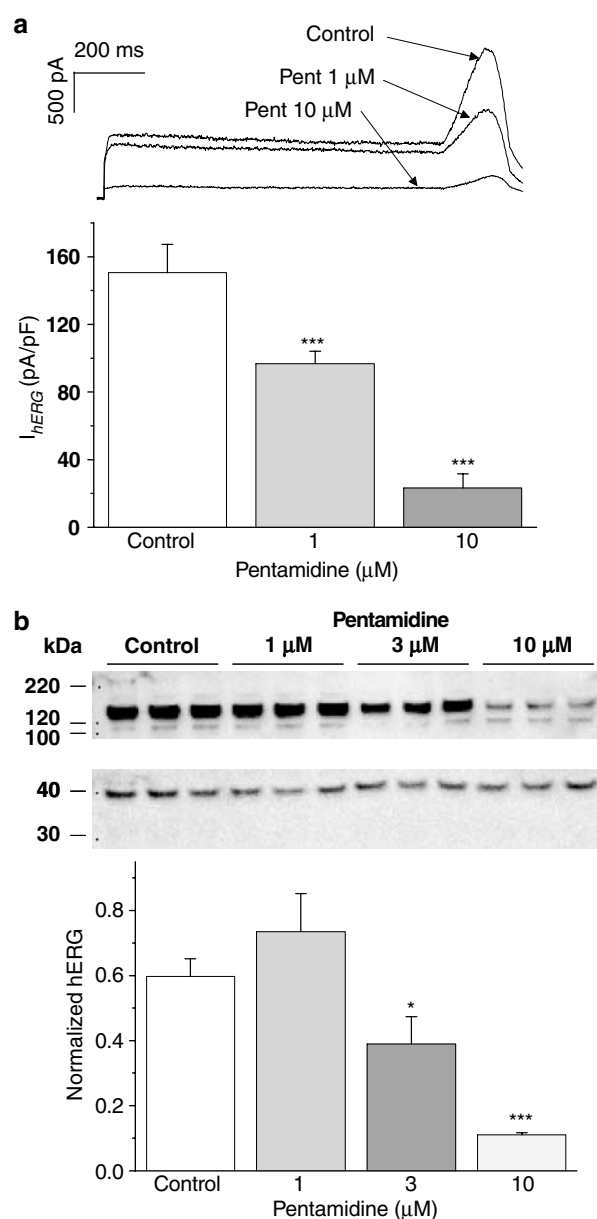 a
200 ms
500 pA
Control
Pent 1 μM
Pent 10 μM
160
120
80
40
0
I hERG (pA/pF)
***
***
Control 1 10
Pentamidine (μM)
b
Pentamidine
kDa Control 1 μM 3 μM 10 μM
220
120
100
40
30
0.8
0.6
0.4
0.2
0.0
Normalized hERG
*
***
Control 1 3 10
Pentamidine (μM)